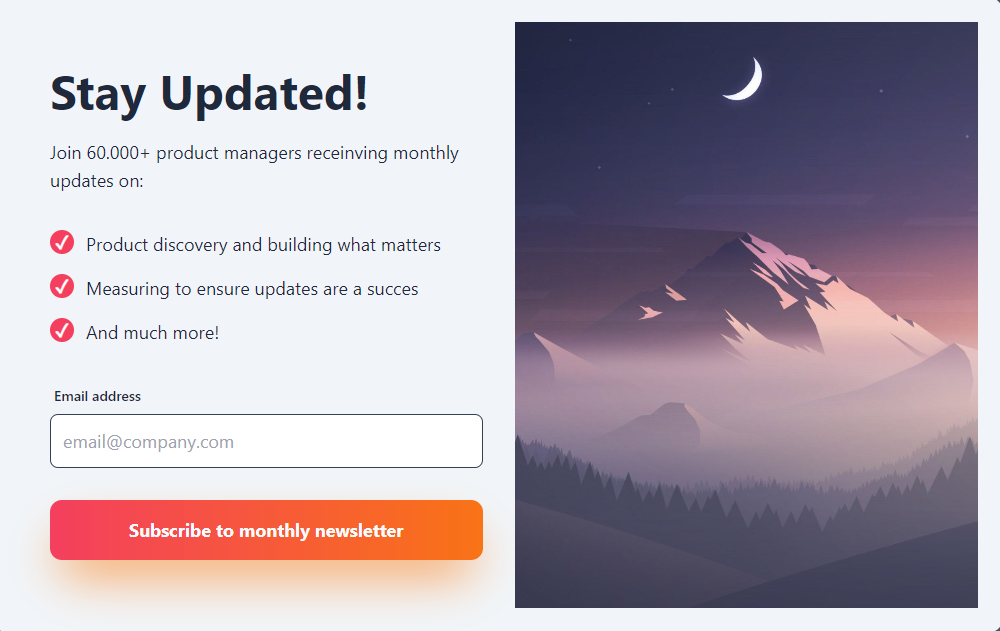 Stay Updated!
Join 60.000+ product managers receinving monthly
updates on:
Product discovery and building what matters
Measuring to ensure updates are a succes
And much more!
Email address
email@company.com
Subscribe to monthly newsletter